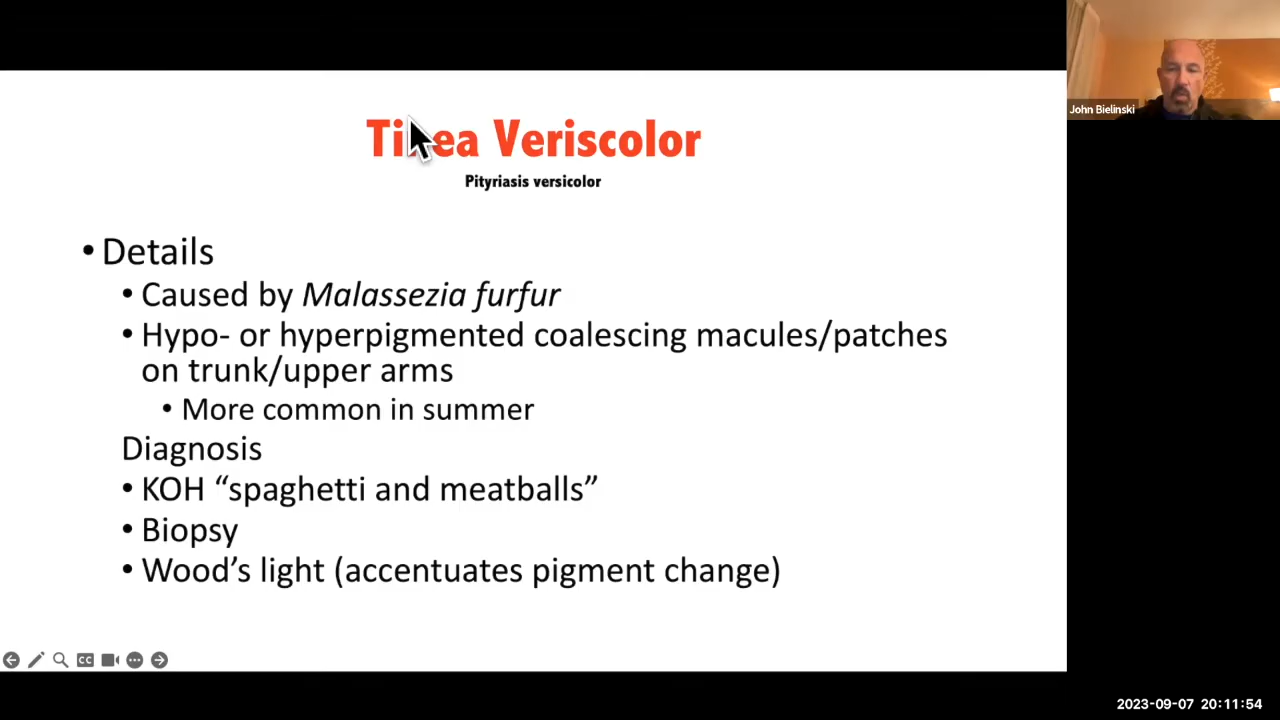 Tinea Veriscolor
Pityriasis versicolor
• Details
• Caused by Malassezia furfur
• Hypo- or hyperpigmented coalescing macules/patches
on trunk/upper arms
• More common in summer
Diagnosis
• KOH “spaghetti and meatballs”
• Biopsy
• Wood’s light (accentuates pigment change)
CC
John Bielinski
2023-09-07 20:11:54